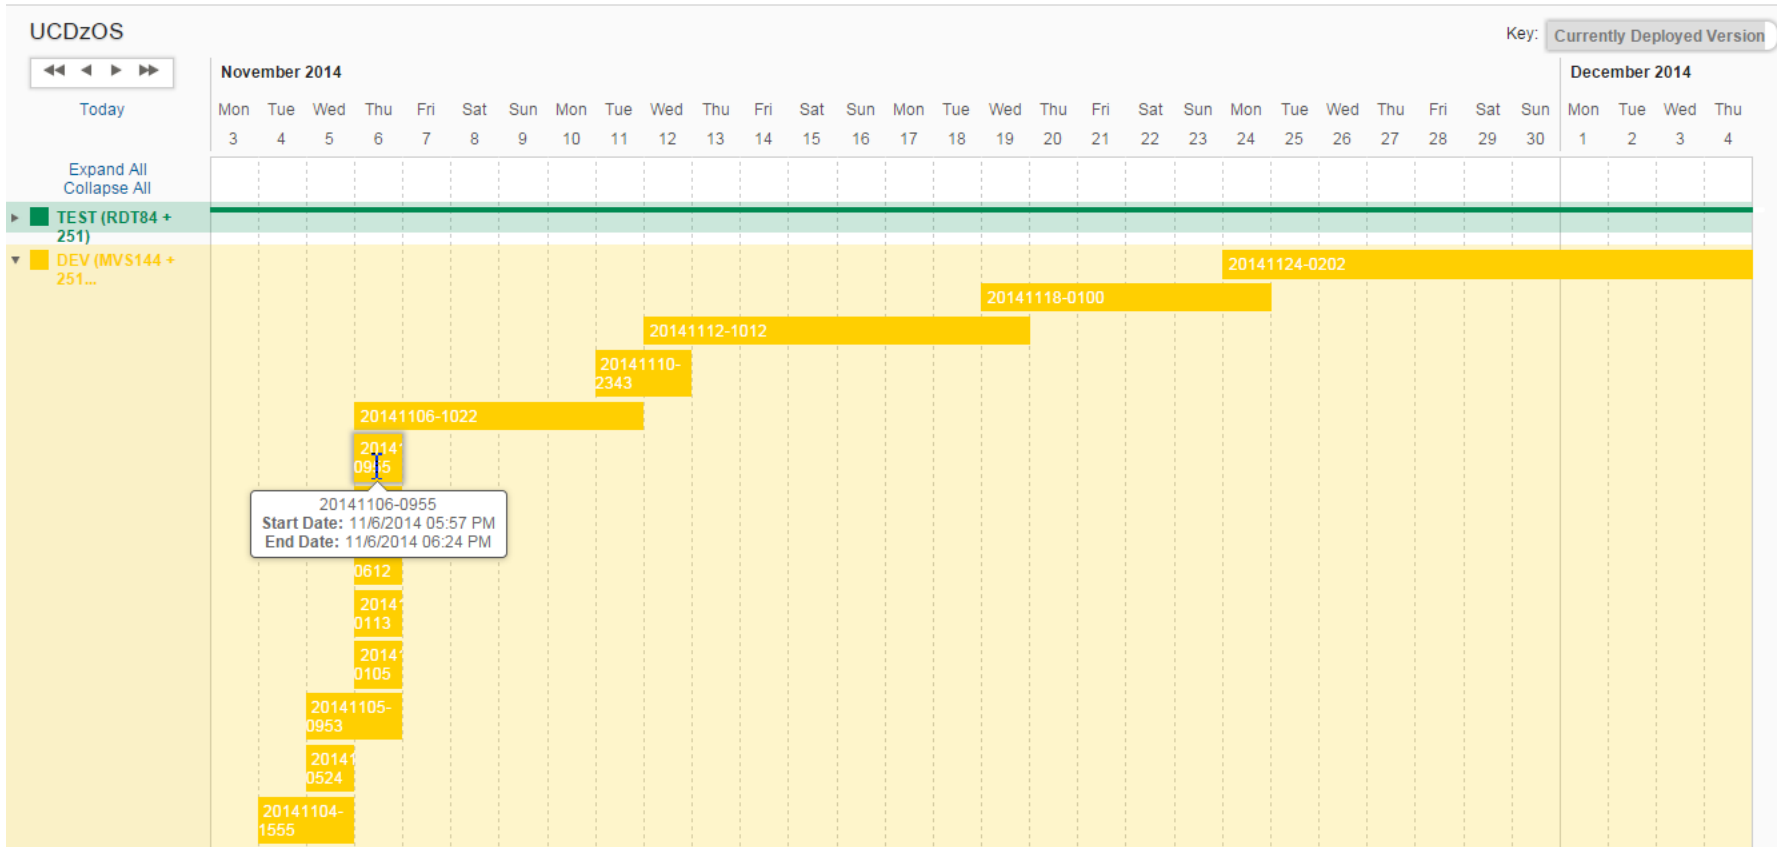 UCDzOS
Key: Currently Deployed Version
November 2014
December 2014
Today
Mon Tue Wed Thu Fri Sat Sun Mon Tue Wed Thu Fri Sat Sun Mon Tue Wed Thu Fri Sat Sun Mon Tue Wed Thu Fri Sat Sun Mon Tue Wed Thu
3 4 5 6 7 8 9 10 11 12 13 14 15 16 17 18 19 20 21 22 23 24 25 26 27 28 29 30 1 2 3 4
Expand All
Collapse All
TEST (RDT84 +
251)
DEV (MVS144 +
251...
20141124-0202
20141118-0100
20141112-1012
20141110-
2343
20141106-1022
2014
0955
20141106-0955
Start Date: 11/6/2014 05:57 PM
End Date: 11/6/2014 06:24 PM
0612
2014
0113
2014
0105
20141105-
0953
20141
0524
20141104-
1555